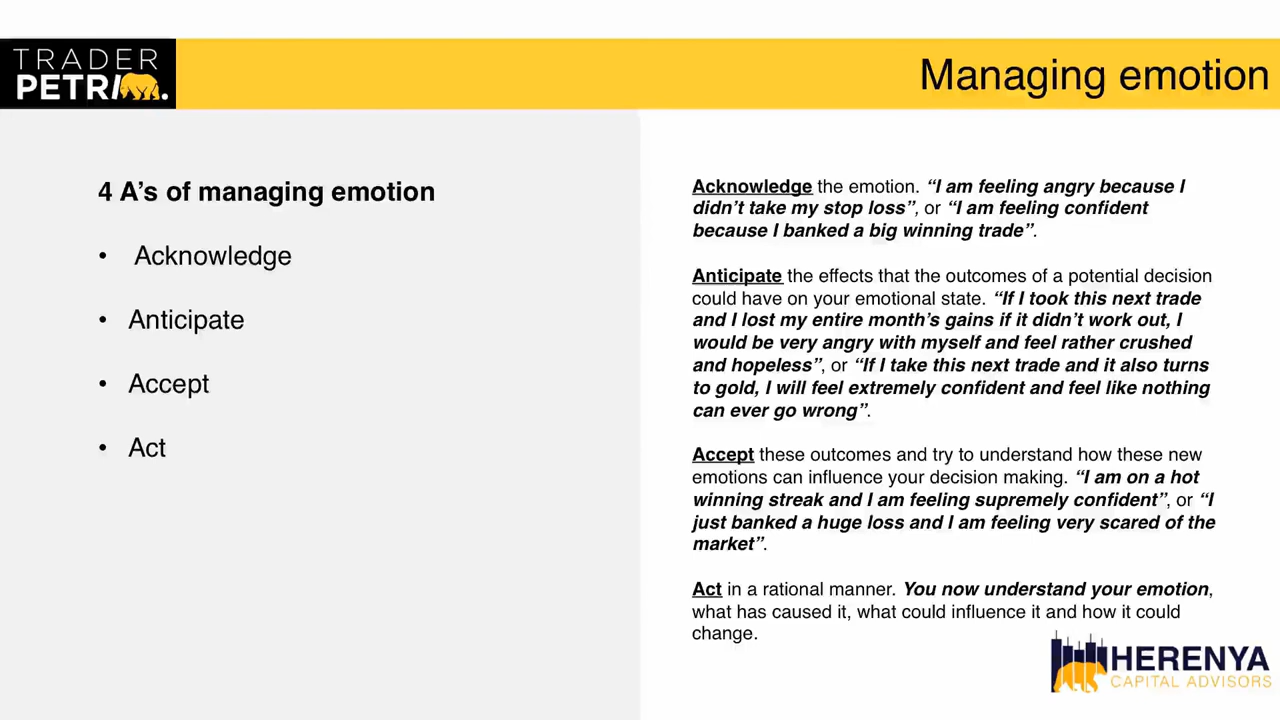 TRADER
PETRI.
Managing emotion
4 A’s of managing emotion
• Acknowledge
• Anticipate
• Accept
• Act
Acknowledge the emotion. “I am feeling angry because I
didn’t take my stop loss”, or “I am feeling confident
because I banked a big winning trade”.
Anticipate the effects that the outcomes of a potential decision
could have on your emotional state. “If I took this next trade
and I lost my entire month’s gains if it didn’t work out, I
would be very angry with myself and feel rather crushed
and hopeless”, or “If I take this next trade and it also turns
to gold, I will feel extremely confident and feel like nothing
can ever go wrong”.
Accept these outcomes and try to understand how these new
emotions can influence your decision making. “I am on a hot
winning streak and I am feeling supremely confident”, or “I
just banked a huge loss and I am feeling very scared of the
market”.
Act in a rational manner. You now understand your emotion,
what has caused it, what could influence it and how it could
change.
HERENYA
CAPITAL ADVISORS